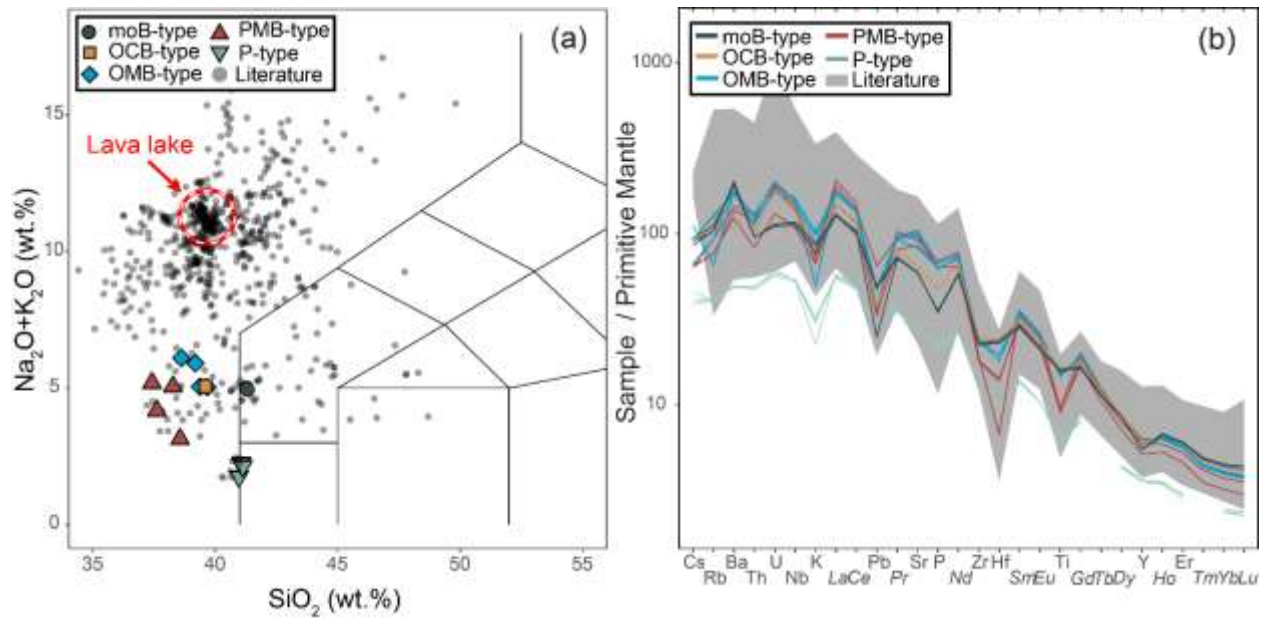 moB-type PMB-type
OCB-type P-type
OMB-type Literature
(a)
Lava lake
Na₂O+K₂O (wt.%)
15
10
5
0
35 40 45 50 55
SiO₂ (wt.%)
moB-type PMB-type
OCB-type P-type
OMB-type Literature
(b)
Sample / Primitive Mantle
1000
100
10
Cs Ba U K Pb Sr P Zr Hf Ti Y Er
Rb Th Nb La Ce Pr Nd Sm Eu Gd Tb Dy Ho Tm Yb Lu